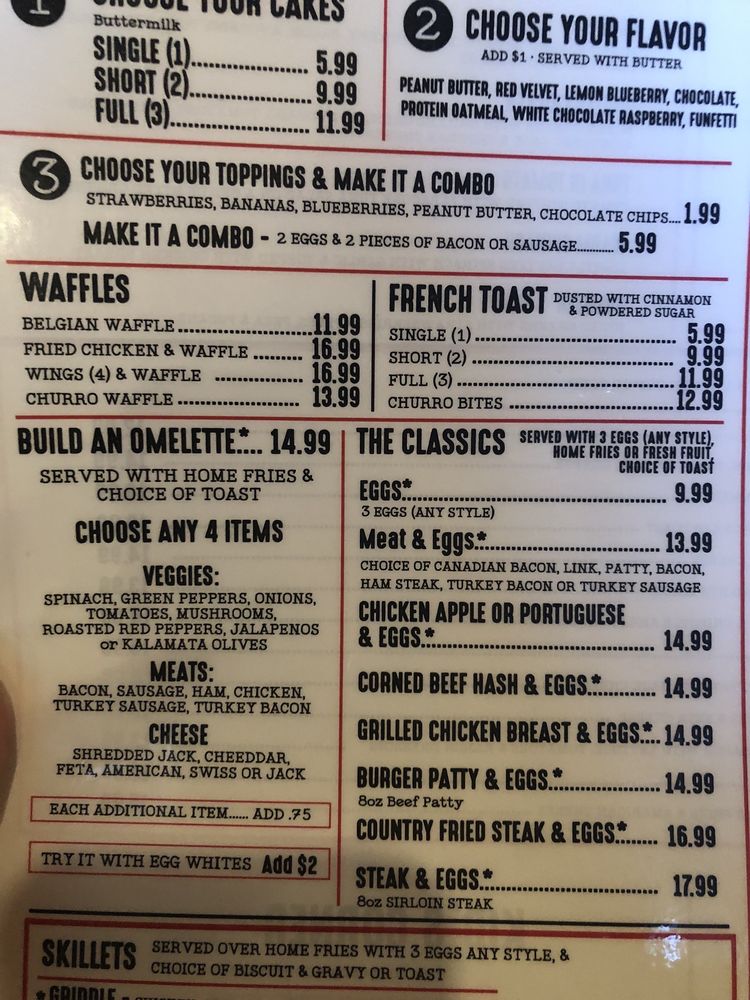 1 CHOOSE YOUR CAKES
Buttermilk
SINGLE (1)........................ 5.99
SHORT (2)........................ 9.99
FULL (3)........................... 11.99
2 CHOOSE YOUR FLAVOR
ADD $1 · SERVED WITH BUTTER
PEANUT BUTTER, RED VELVET, LEMON BLUEBERRY, CHOCOLATE,
PROTEIN OATMEAL, WHITE CHOCOLATE RASPBERRY, FUNFETTI
3 CHOOSE YOUR TOPPINGS & MAKE IT A COMBO
STRAWBERRIES, BANANAS, BLUEBERRIES, PEANUT BUTTER, CHOCOLATE CHIPS.... 1.99
MAKE IT A COMBO - 2 EGGS & 2 PIECES OF BACON OR SAUSAGE............ 5.99
WAFFLES
BELGIAN WAFFLE ........................ 11.99
FRIED CHICKEN & WAFFLE ......... 16.99
WINGS (4) & WAFFLE ................ 16.99
CHURRO WAFFLE ...................... 13.99
FRENCH TOAST DUSTED WITH CINNAMON
& POWDERED SUGAR
SINGLE (1) .................................... 5.99
SHORT (2) ..................................... 9.99
FULL (3) ....................................... 11.99
CHURRO BITES ............................. 12.99
BUILD AN OMELETTE*.... 14.99
SERVED WITH HOME FRIES &
CHOICE OF TOAST
CHOOSE ANY 4 ITEMS
VEGGIES:
SPINACH, GREEN PEPPERS, ONIONS,
TOMATOES, MUSHROOMS,
ROASTED RED PEPPERS, JALAPENOS
or KALAMATA OLIVES
MEATS:
BACON, SAUSAGE, HAM, CHICKEN,
TURKEY SAUSAGE, TURKEY BACON
CHEESE
SHREDDED JACK, CHEEDDAR,
FETA, AMERICAN, SWISS OR JACK
EACH ADDITIONAL ITEM...... ADD .75
TRY IT WITH EGG WHITES Add $2
THE CLASSICS SERVED WITH 3 EGGS (ANY STYLE),
HOME FRIES OR FRESH FRUIT,
CHOICE OF TOAST
EGGS*............................................. 9.99
3 EGGS (ANY STYLE)
Meat & Eggs*................................ 13.99
CHOICE OF CANADIAN BACON, LINK, PATTY, BACON,
HAM STEAK, TURKEY BACON OR TURKEY SAUSAGE
CHICKEN APPLE OR PORTUGUESE
& EGGS*....................................... 14.99
CORNED BEEF HASH & EGGS*............ 14.99
GRILLED CHICKEN BREAST & EGGS*.... 14.99
BURGER PATTY & EGGS*.................. 14.99
8oz Beef Patty
COUNTRY FRIED STEAK & EGGS*....... 16.99
STEAK & EGGS*.............................. 17.99
8oz SIRLOIN STEAK
SKILLETS SERVED OVER HOME FRIES WITH 3 EGGS ANY STYLE, &
CHOICE OF BISCUIT & GRAVY OR TOAST
*GRIDDLE -